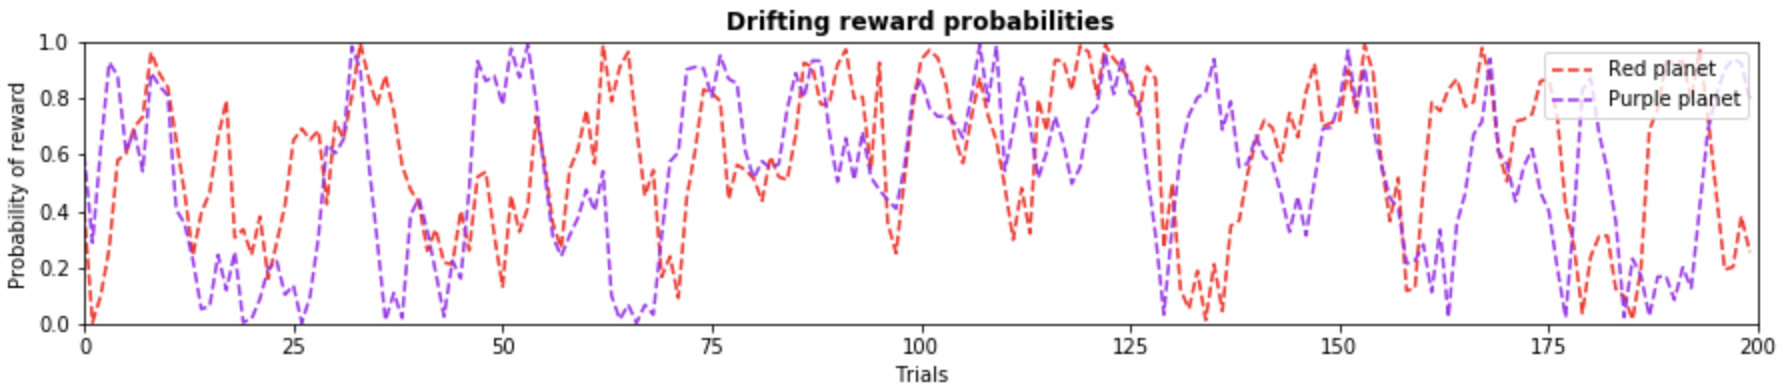 Drifting reward probabilities
Probability of reward
1.0
0.8
0.6
0.4
0.2
0.0
Red planet
Purple planet
0 25 50 75 100 125 150 175 200
Trials